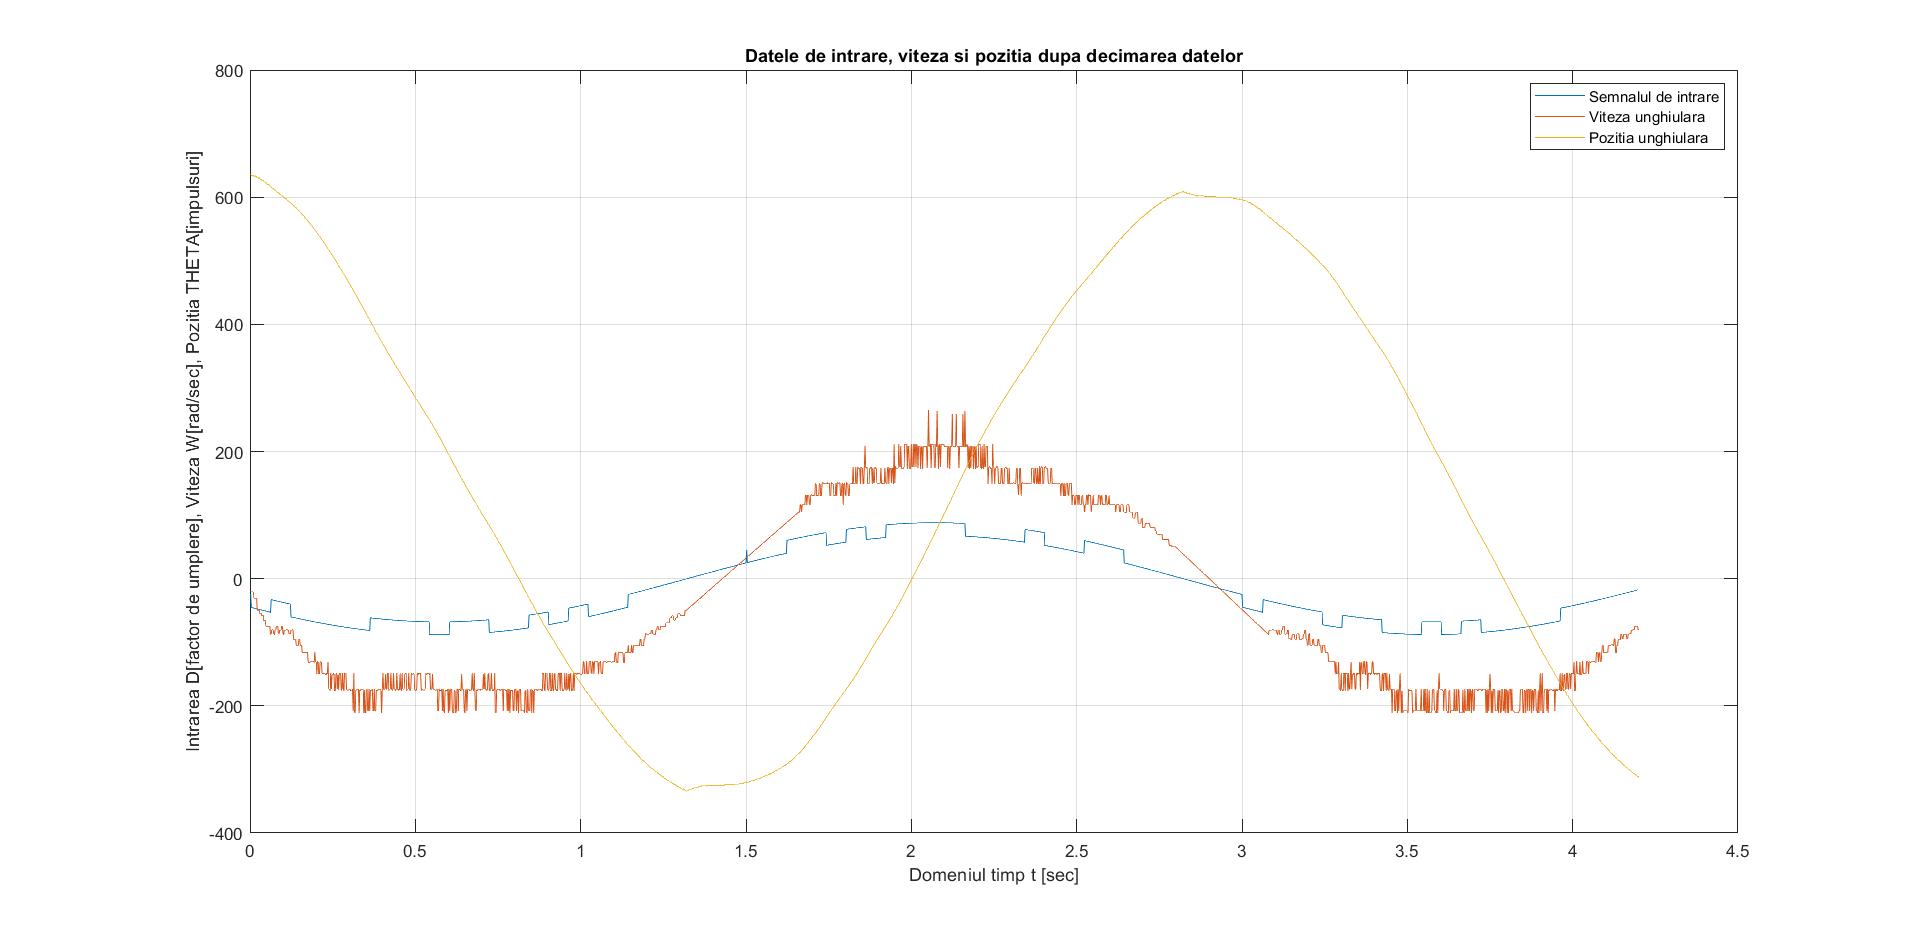 Datele de intrare, viteza si pozitia dupa decimarea datelor
Semnalul de intrare
Viteza unghiulara
Pozitia unghiulara
Intrarea D[factor de umplere], Viteza W[rad/sec], Pozitia THETA[impulsuri]
800
600
400
200
0
-200
-400
0
0.5
1
1.5
2
2.5
3
3.5
4
4.5
Domeniul timp t [sec]